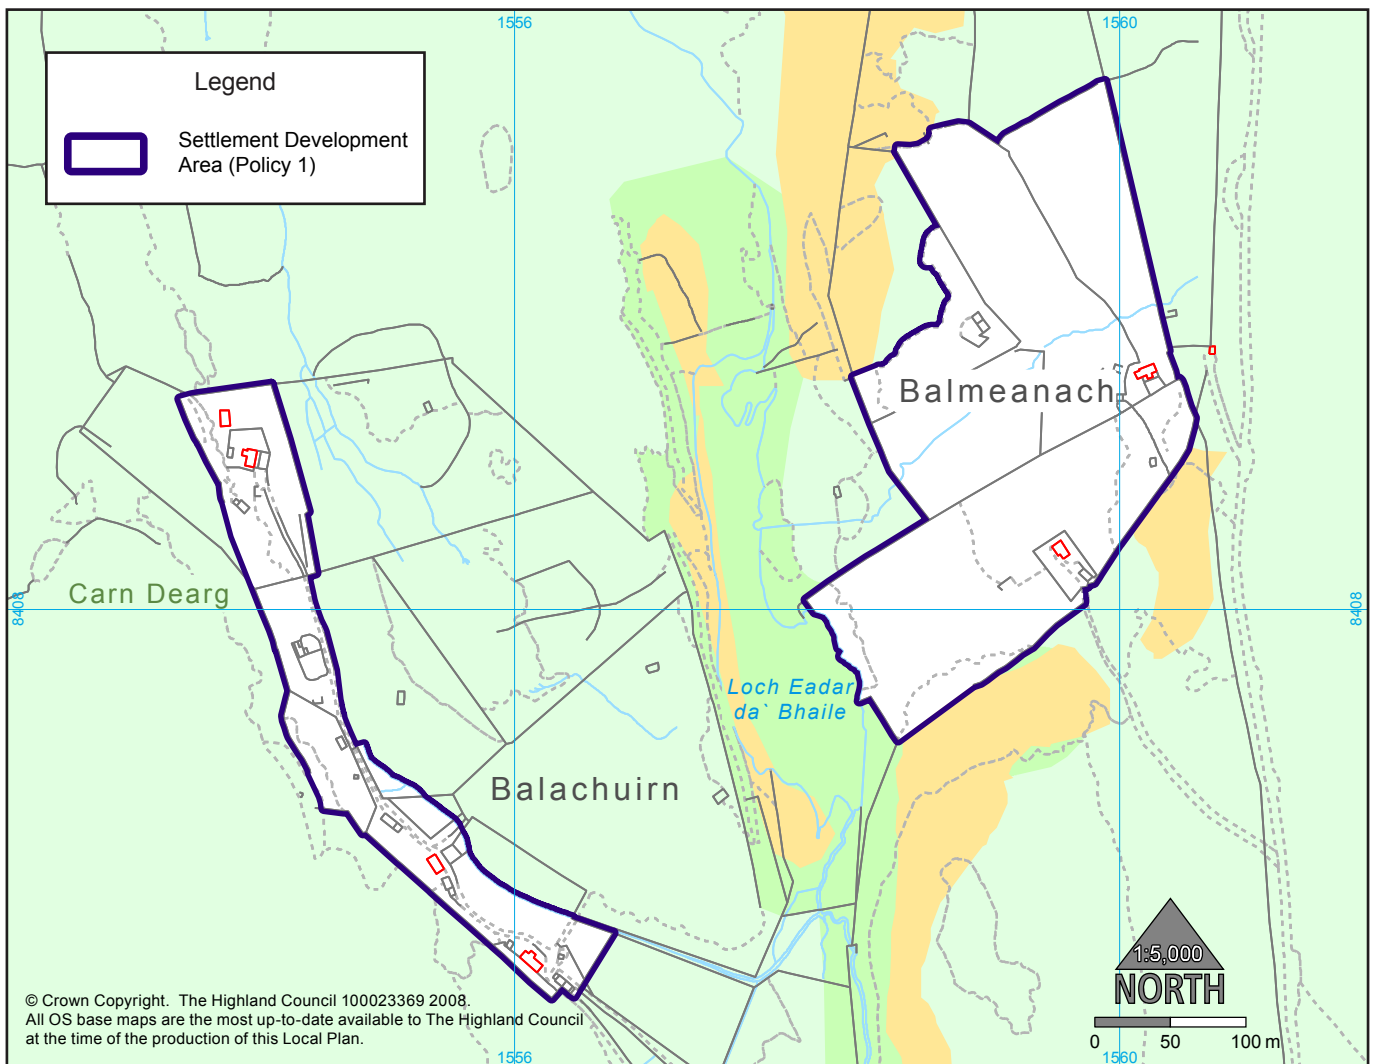 1556
1560
Legend
Settlement Development
Area (Policy 1)
Balmeanach
Carn Dearg
8408
8408
Loch Eadar
da` Bhaile
Balachuirn
1:5,000
NORTH
0 50 100 m
© Crown Copyright. The Highland Council 100023369 2008.
All OS base maps are the most up-to-date available to The Highland Council
at the time of the production of this Local Plan.
1556
1560